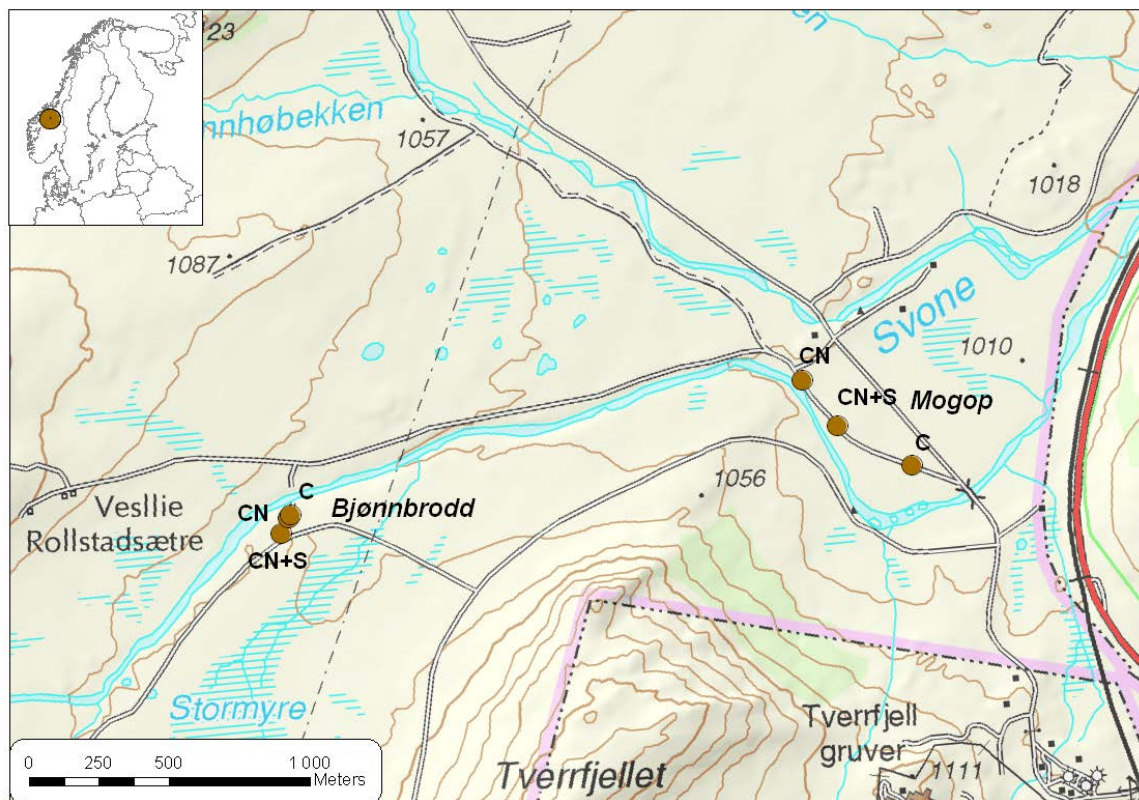 23
en
nnhøbekken
1057
1018
1087
Svone
1010
CN
CN+S
Mogop
C
1056
Vesllie
Rollstadsætre
C
CN
Bjønnbrodd
CN+S
Stormyre
Tverrfjell
gruver
1111
Tverrfjellet
0 250 500 1 000
Meters